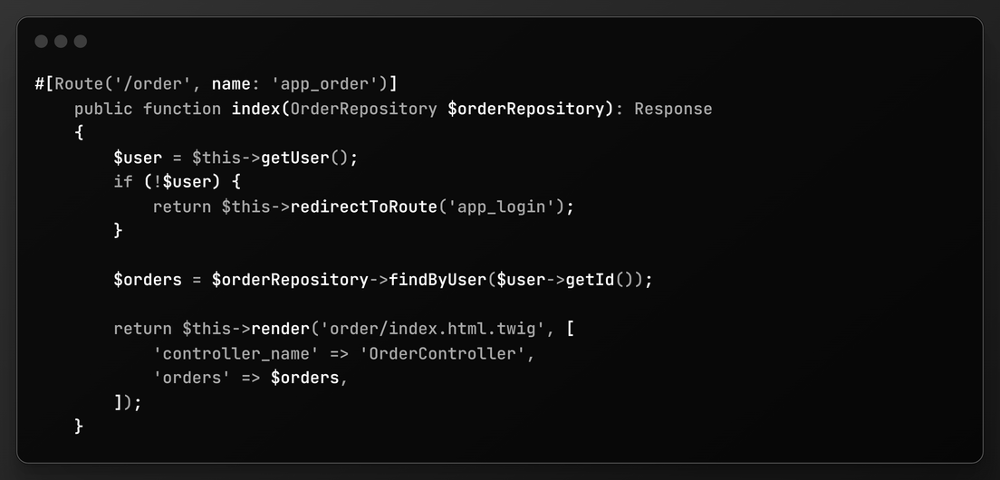 #[Route('/order', name: 'app_order')]
    public function index(OrderRepository $orderRepository): Response
    {
        $user = $this->getUser();
        if (!$user) {
            return $this->redirectToRoute('app_login');
        }

        $orders = $orderRepository->findByUser($user->getId());

        return $this->render('order/index.html.twig', [
            'controller_name' => 'OrderController',
            'orders' => $orders,
        ]);
    }